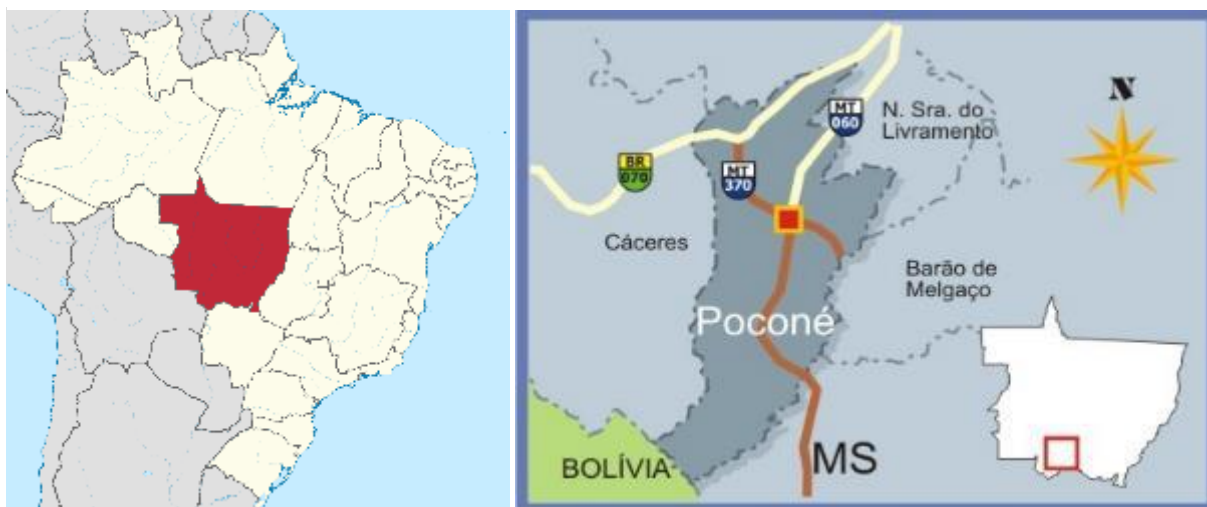 N
MT
060
N. Sra. do
Livramento
BR
070
MT
370
Cáceres
Barão de
Melgaço
Poconé
MS
BOLÍVIA